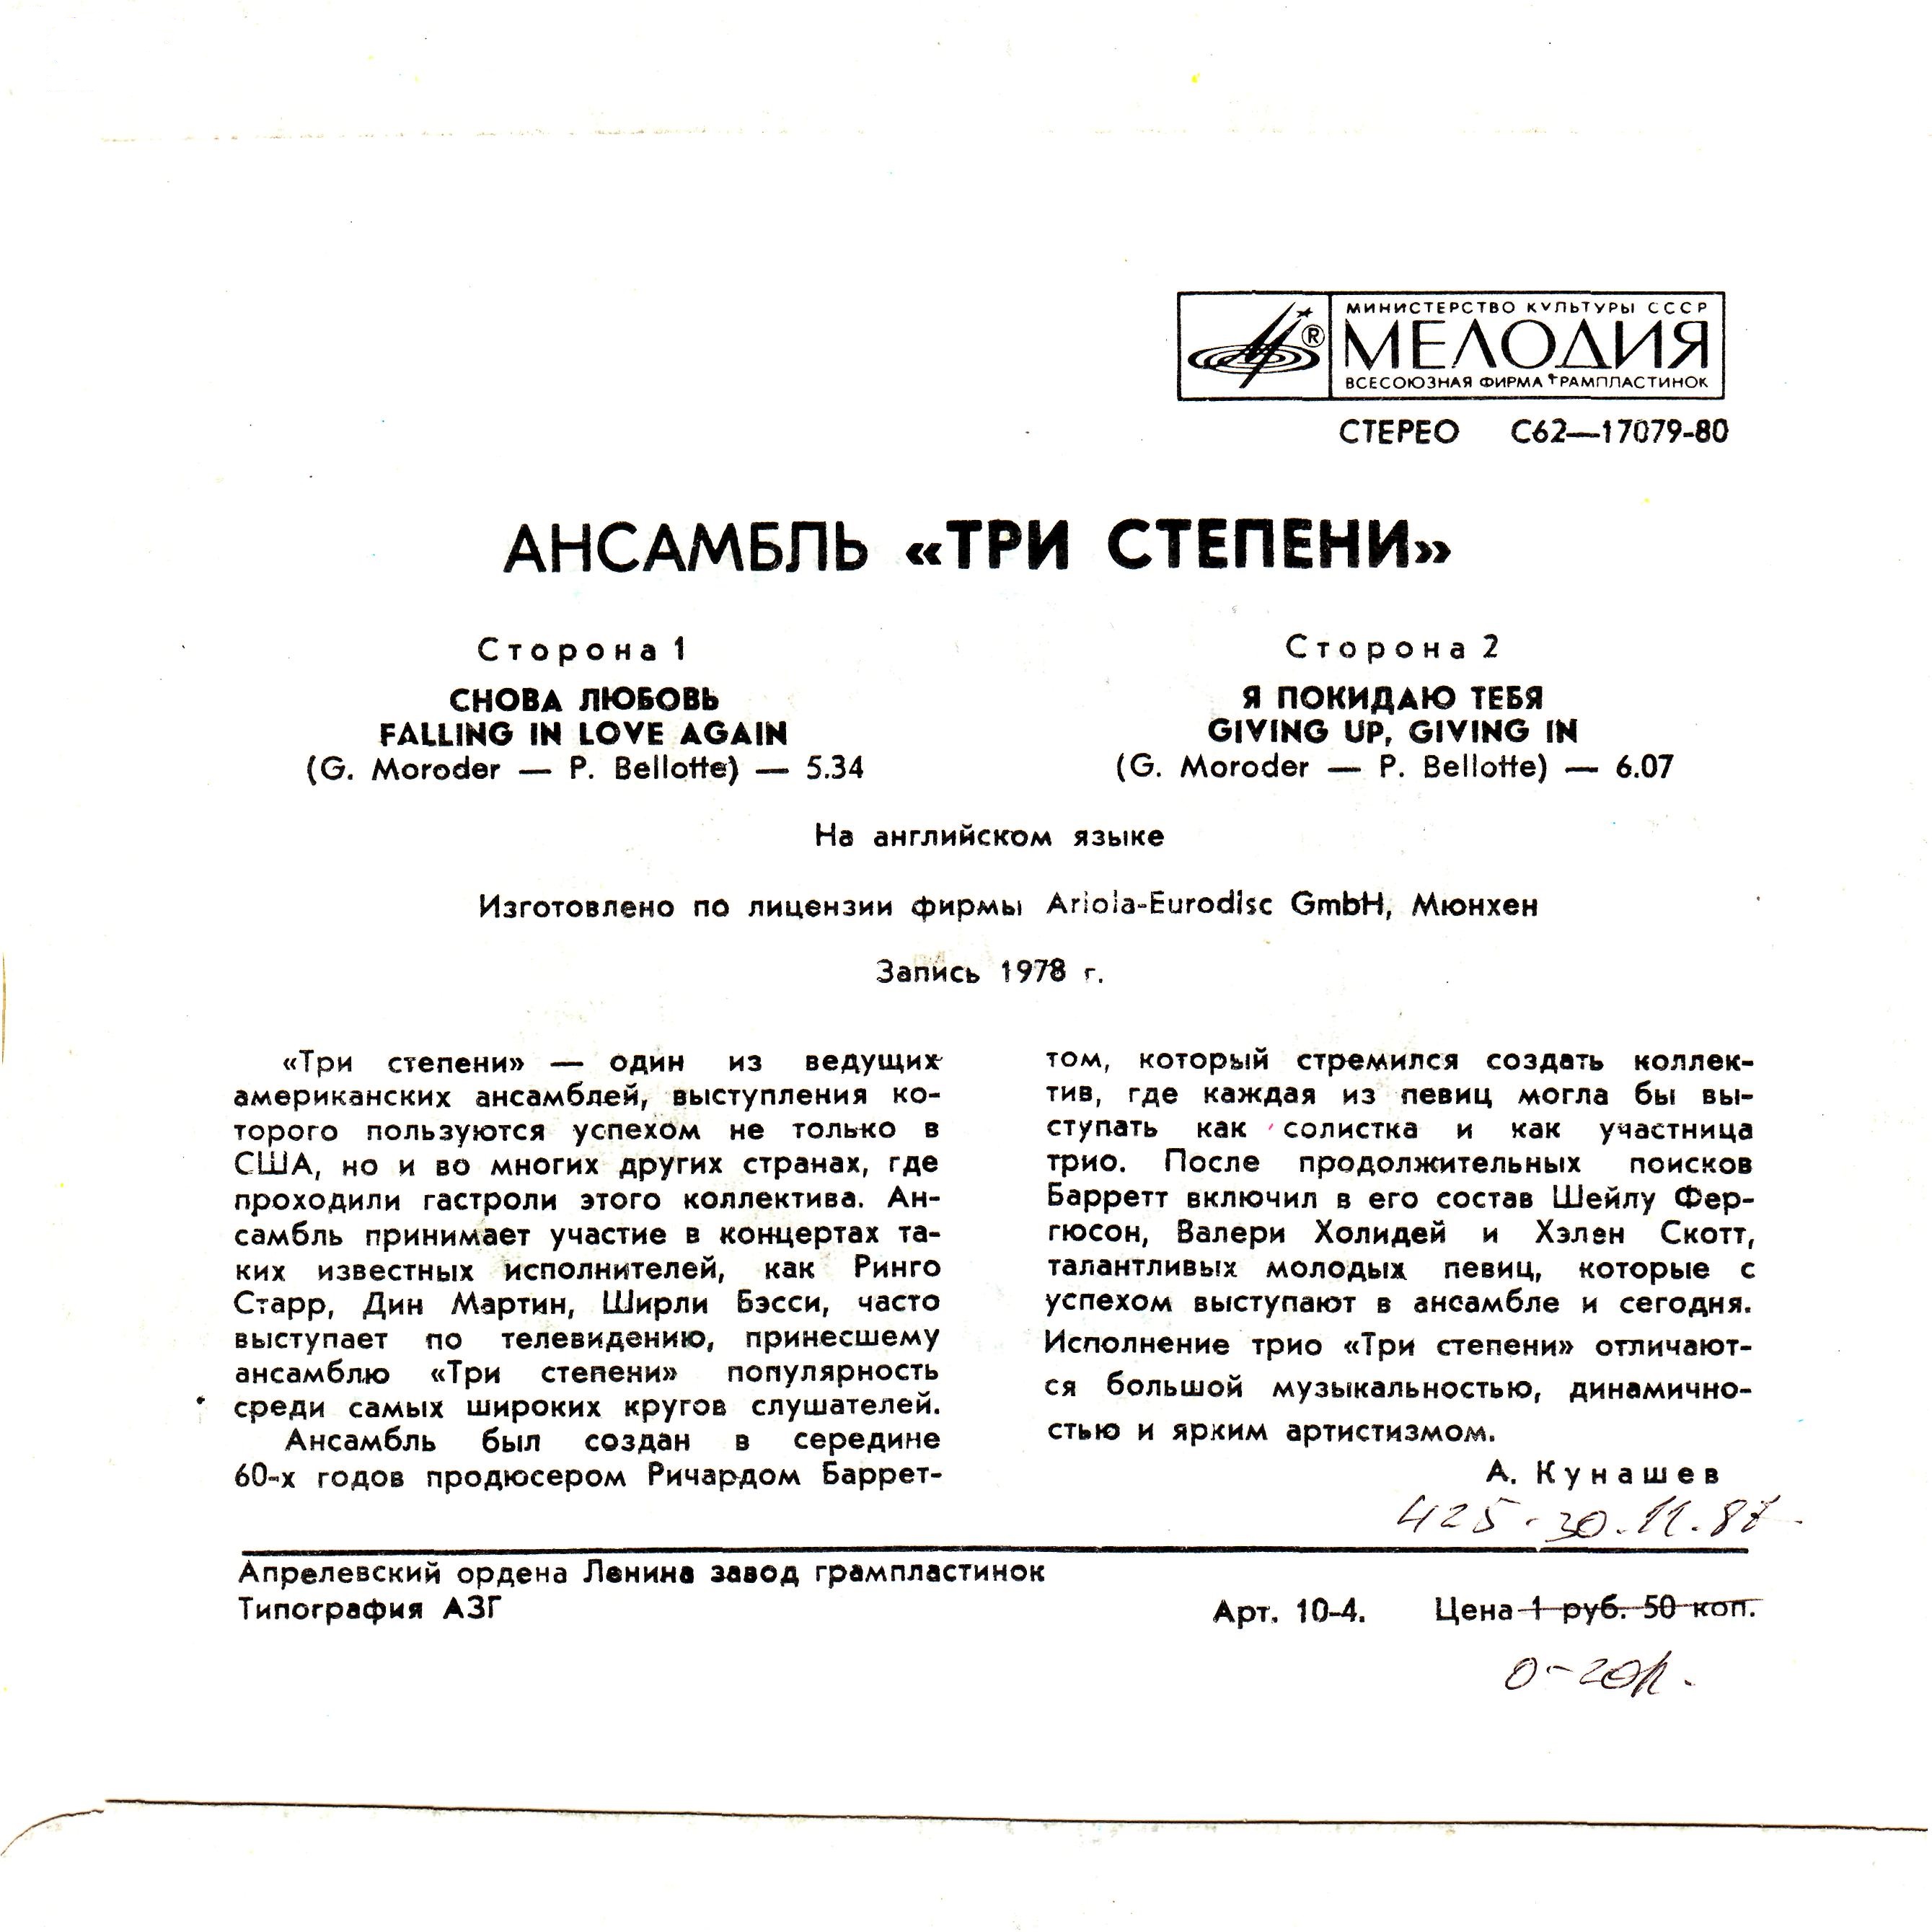 МИНИСТЕРСТВО КУЛЬТУРЫ СССР
МЕЛОДИЯ
ВСЕСОЮЗНАЯ ФИРМА ГРАМПЛАСТИНОК
®
СТЕРЕО С62—17079-80
АНСАМБЛЬ «ТРИ СТЕПЕНИ»
Сторона 1
СНОВА ЛЮБОВЬ
FALLING IN LOVE AGAIN
(G. Moroder — P. Bellotte) — 5.34
Сторона 2
Я ПОКИДАЮ ТЕБЯ
GIVING UP, GIVING IN
(G. Moroder — P. Bellotte) — 6.07
На английском языке
Изготовлено по лицензии фирмы Ariola-Eurodisc GmbH, Мюнхен
Запись 1978 г.
«Три степени» — один из ведущих
американских ансамблей, выступления ко-
торого пользуются успехом не только в
США, но и во многих других странах, где
проходили гастроли этого коллектива. Ан-
самбль принимает участие в концертах та-
ких известных исполнителей, как Ринго
Старр, Дин Мартин, Ширли Бэсси, часто
выступает по телевидению, принесшему
ансамблю «Три степени» популярность
среди самых широких кругов слушателей.
Ансамбль был создан в середине
60-х годов продюсером Ричардом Баррет-
том, который стремился создать коллек-
тив, где каждая из певиц могла бы вы-
ступать как солистка и как участница
трио. После продолжительных поисков
Барретт включил в его состав Шейлу Фер-
гюсон, Валери Холидей и Хэлен Скотт,
талантливых молодых певиц, которые с
успехом выступают в ансамбле и сегодня.
Исполнение трио «Три степени» отличают-
ся большой музыкальностью, динамично-
стью и ярким артистизмом.
А. Кунашев
425-30.11.87
Апрелевский ордена Ленина завод грампластинок
Типография АЗГ
Арт. 10-4. Цена 1 руб. 50 коп.
0-20к.